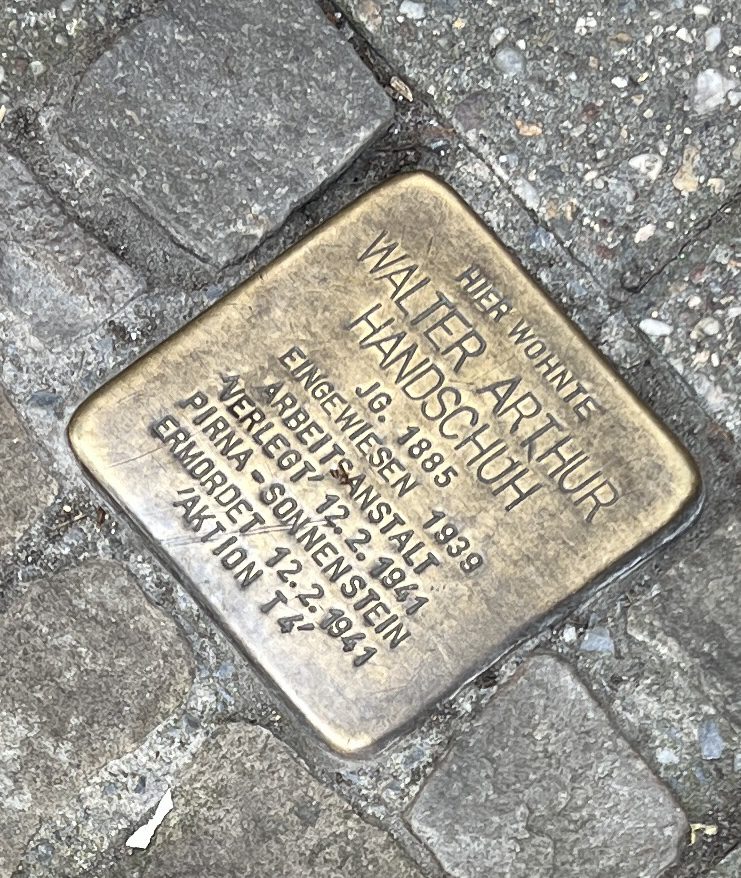 HIER WOHNTE
WALTER ARTHUR
HANDSCHUH
JG. 1885
EINGEWIESEN 1939
ARBEITSANSTALT
'VERLEGT' 12.2.1941
PIRNA-SONNENSTEIN
ERMORDET 12.2.1941
'AKTION T4'